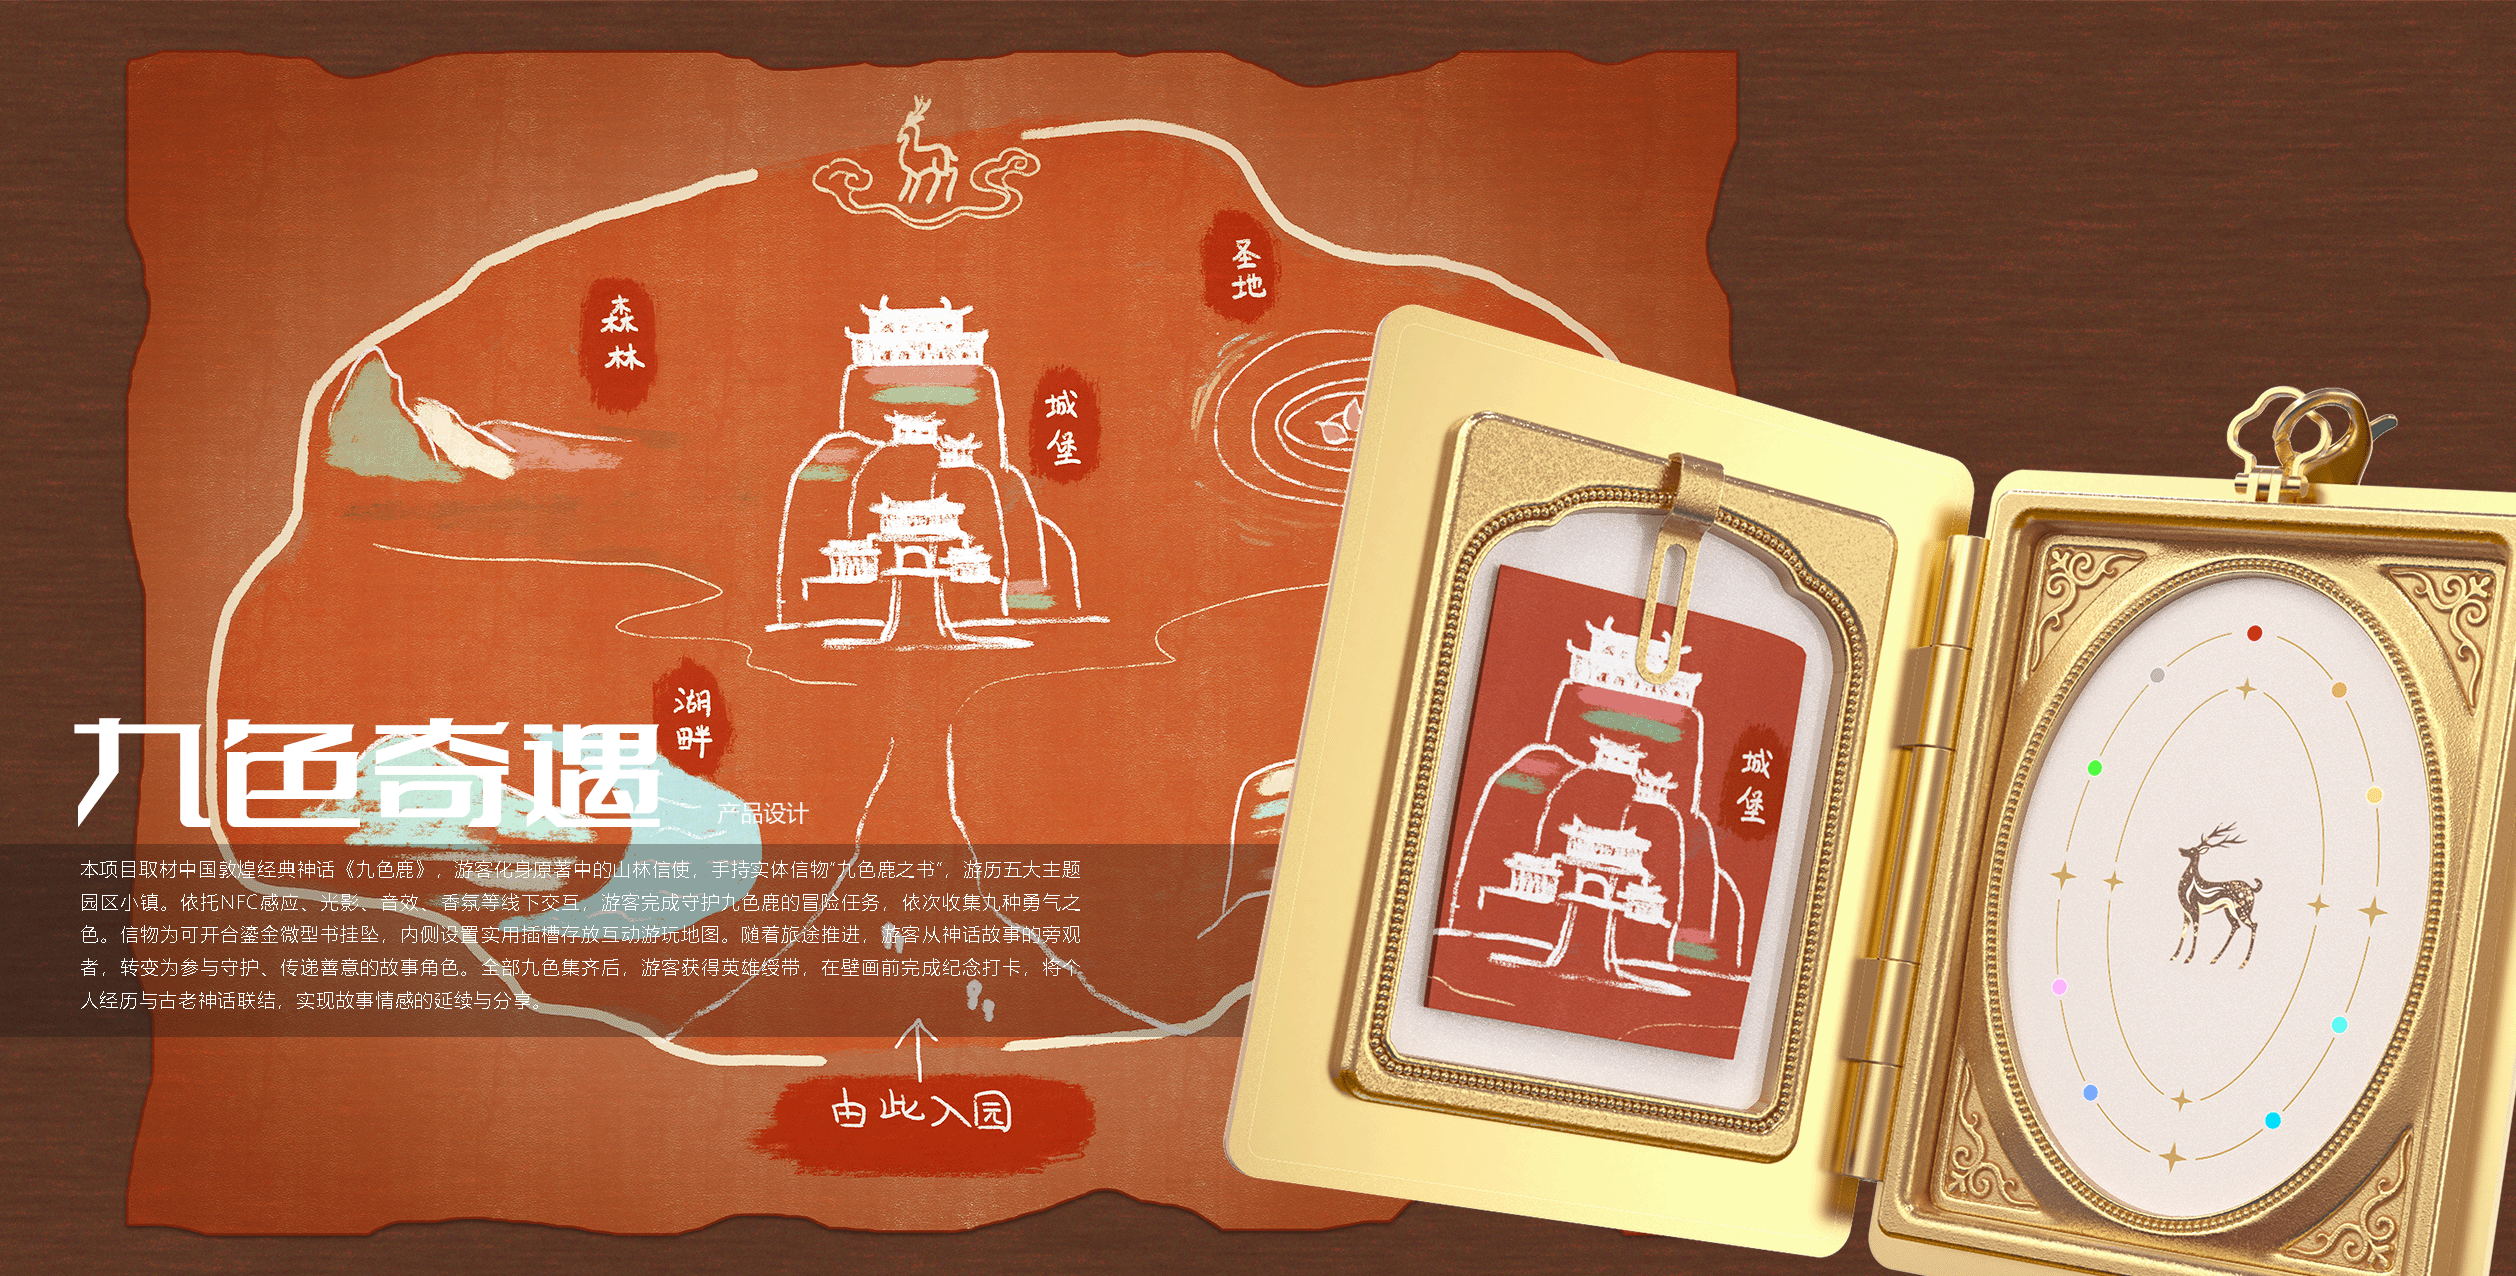 圣地
森林
城堡
湖畔
九色奇遇
产品设计
城堡
本项目取材中国敦煌经典神话《九色鹿》，游客化身原著中的山林信使，手持实体信物“九色鹿之书”，游历五大主题
园区小镇。依托NFC感应、光影、音效、香氛等线下交互，游客完成守护九色鹿的冒险任务，依次收集九种勇气之
色。信物为可开合鎏金微型书挂坠，内侧设置实用插槽存放互动游玩地图。随着旅途推进，游客从神话故事的旁观
者，转变为参与守护、传递善意的故事角色。全部九色集齐后，游客获得英雄绶带，在壁画前完成纪念打卡，将个
人经历与古老神话联结，实现故事情感的延续与分享。
由此入园